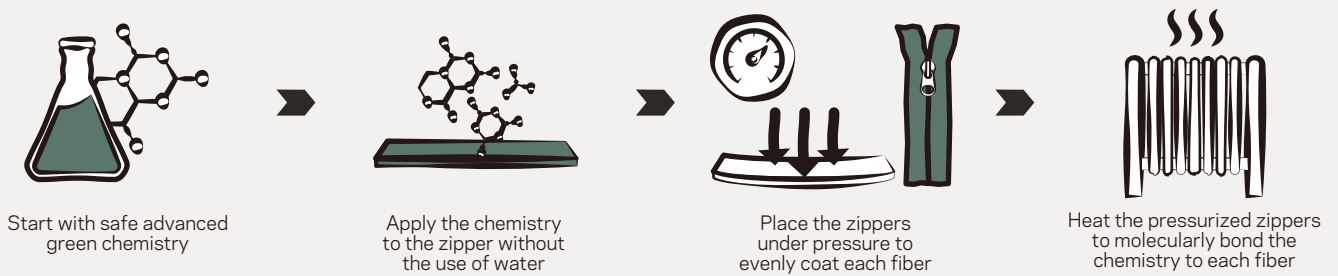 Start with safe advanced
green chemistry
Apply the chemistry
to the zipper without
the use of water
Place the zippers
under pressure to
evenly coat each fiber
Heat the pressurized zippers
to molecularly bond the
chemistry to each fiber